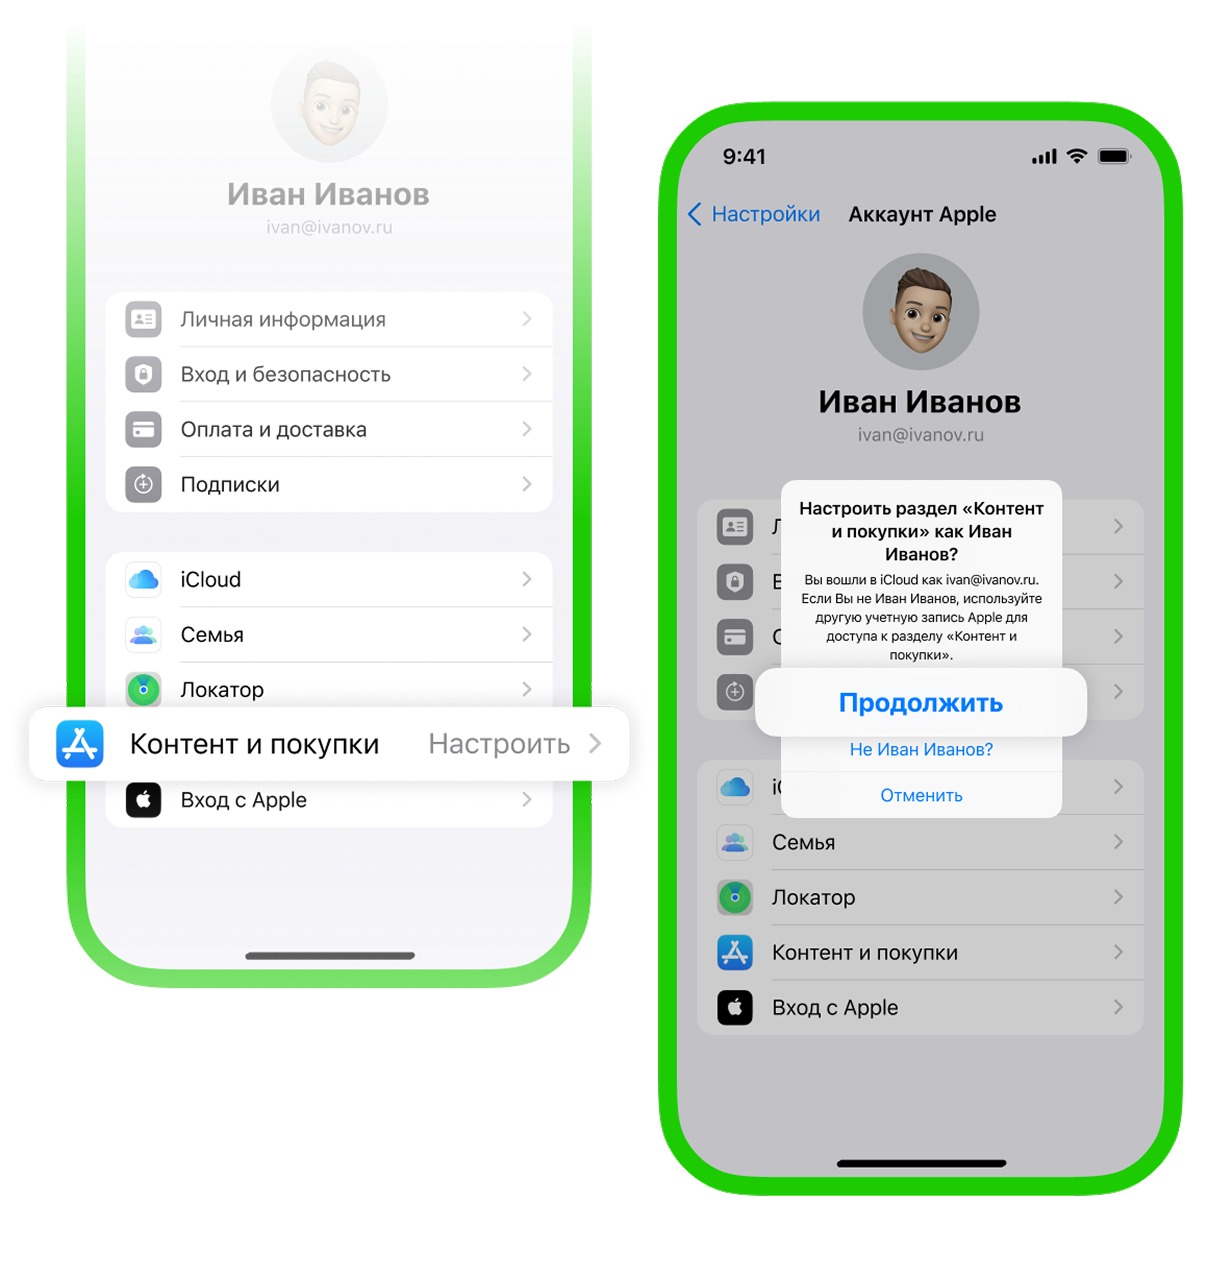 Иван Иванов
ivan@ivanov.ru
Личная информация
Вход и безопасность
Оплата и доставка
Подписки
iCloud
Семья
Локатор
Контент и покупки Настроить
Вход с Apple
9:41
Настройки Аккаунт Apple
Иван Иванов
ivan@ivanov.ru
Л
В
О
Настроить раздел «Контент
и покупки» как Иван
Иванов?
Вы вошли в iCloud как ivan@ivanov.ru.
Если Вы не Иван Иванов, используйте
другую учетную запись Apple для
доступа к разделу «Контент и
покупки».
Продолжить
Не Иван Иванов?
Отменить
iC
Семья
Локатор
Контент и покупки
Вход с Apple